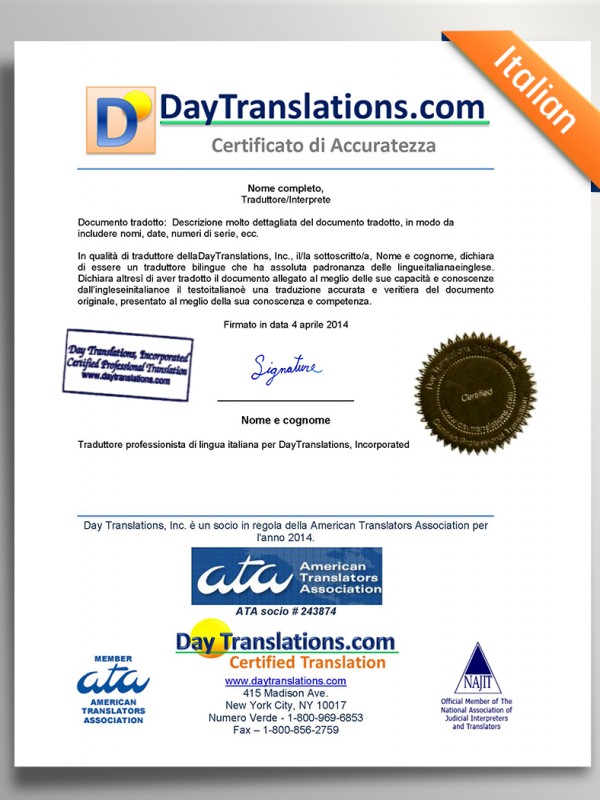 Italian
D
DayTranslations.com
Certificato di Accuratezza
Nome completo,
Traduttore/Interprete
Documento tradotto: Descrizione molto dettagliata del documento tradotto, in modo da
includere nomi, date, numeri di serie, ecc.
In qualità di traduttore dellaDayTranslations, Inc., il/la sottoscritto/a, Nome e cognome, dichiara
di essere un traduttore bilingue che ha assoluta padronanza delle lingueitalianaeinglese.
Dichiara altresì di aver tradotto il documento allegato al meglio delle sue capacità e conoscenze
dall'ingleseinitalianoe il testoitalianoè una traduzione accurata e veritiera del documento
originale, presentato al meglio della sua conoscenza e competenza.
Firmato in data 4 aprile 2014
Day Translations, Incorporated
Certified Professional Translation
www.daytranslations.com
Signature
Certified
Nome e cognome
Traduttore professionista di lingua italiana per DayTranslations, Incorporated
Day Translations, Inc. è un socio in regola della American Translators Association per
l'anno 2014.
ata American
Translators
Association
ATA socio # 243874
Day Translations.com
Certified Translation
www.daytranslations.com
415 Madison Ave.
New York City, NY 10017
Numero Verde - 1-800-969-6853
Fax – 1-800-856-2759
MEMBER
ata
AMERICAN
TRANSLATORS
ASSOCIATION
NAJIT
Official Member of The
National Association of
Judicial Interpreters
and Translators